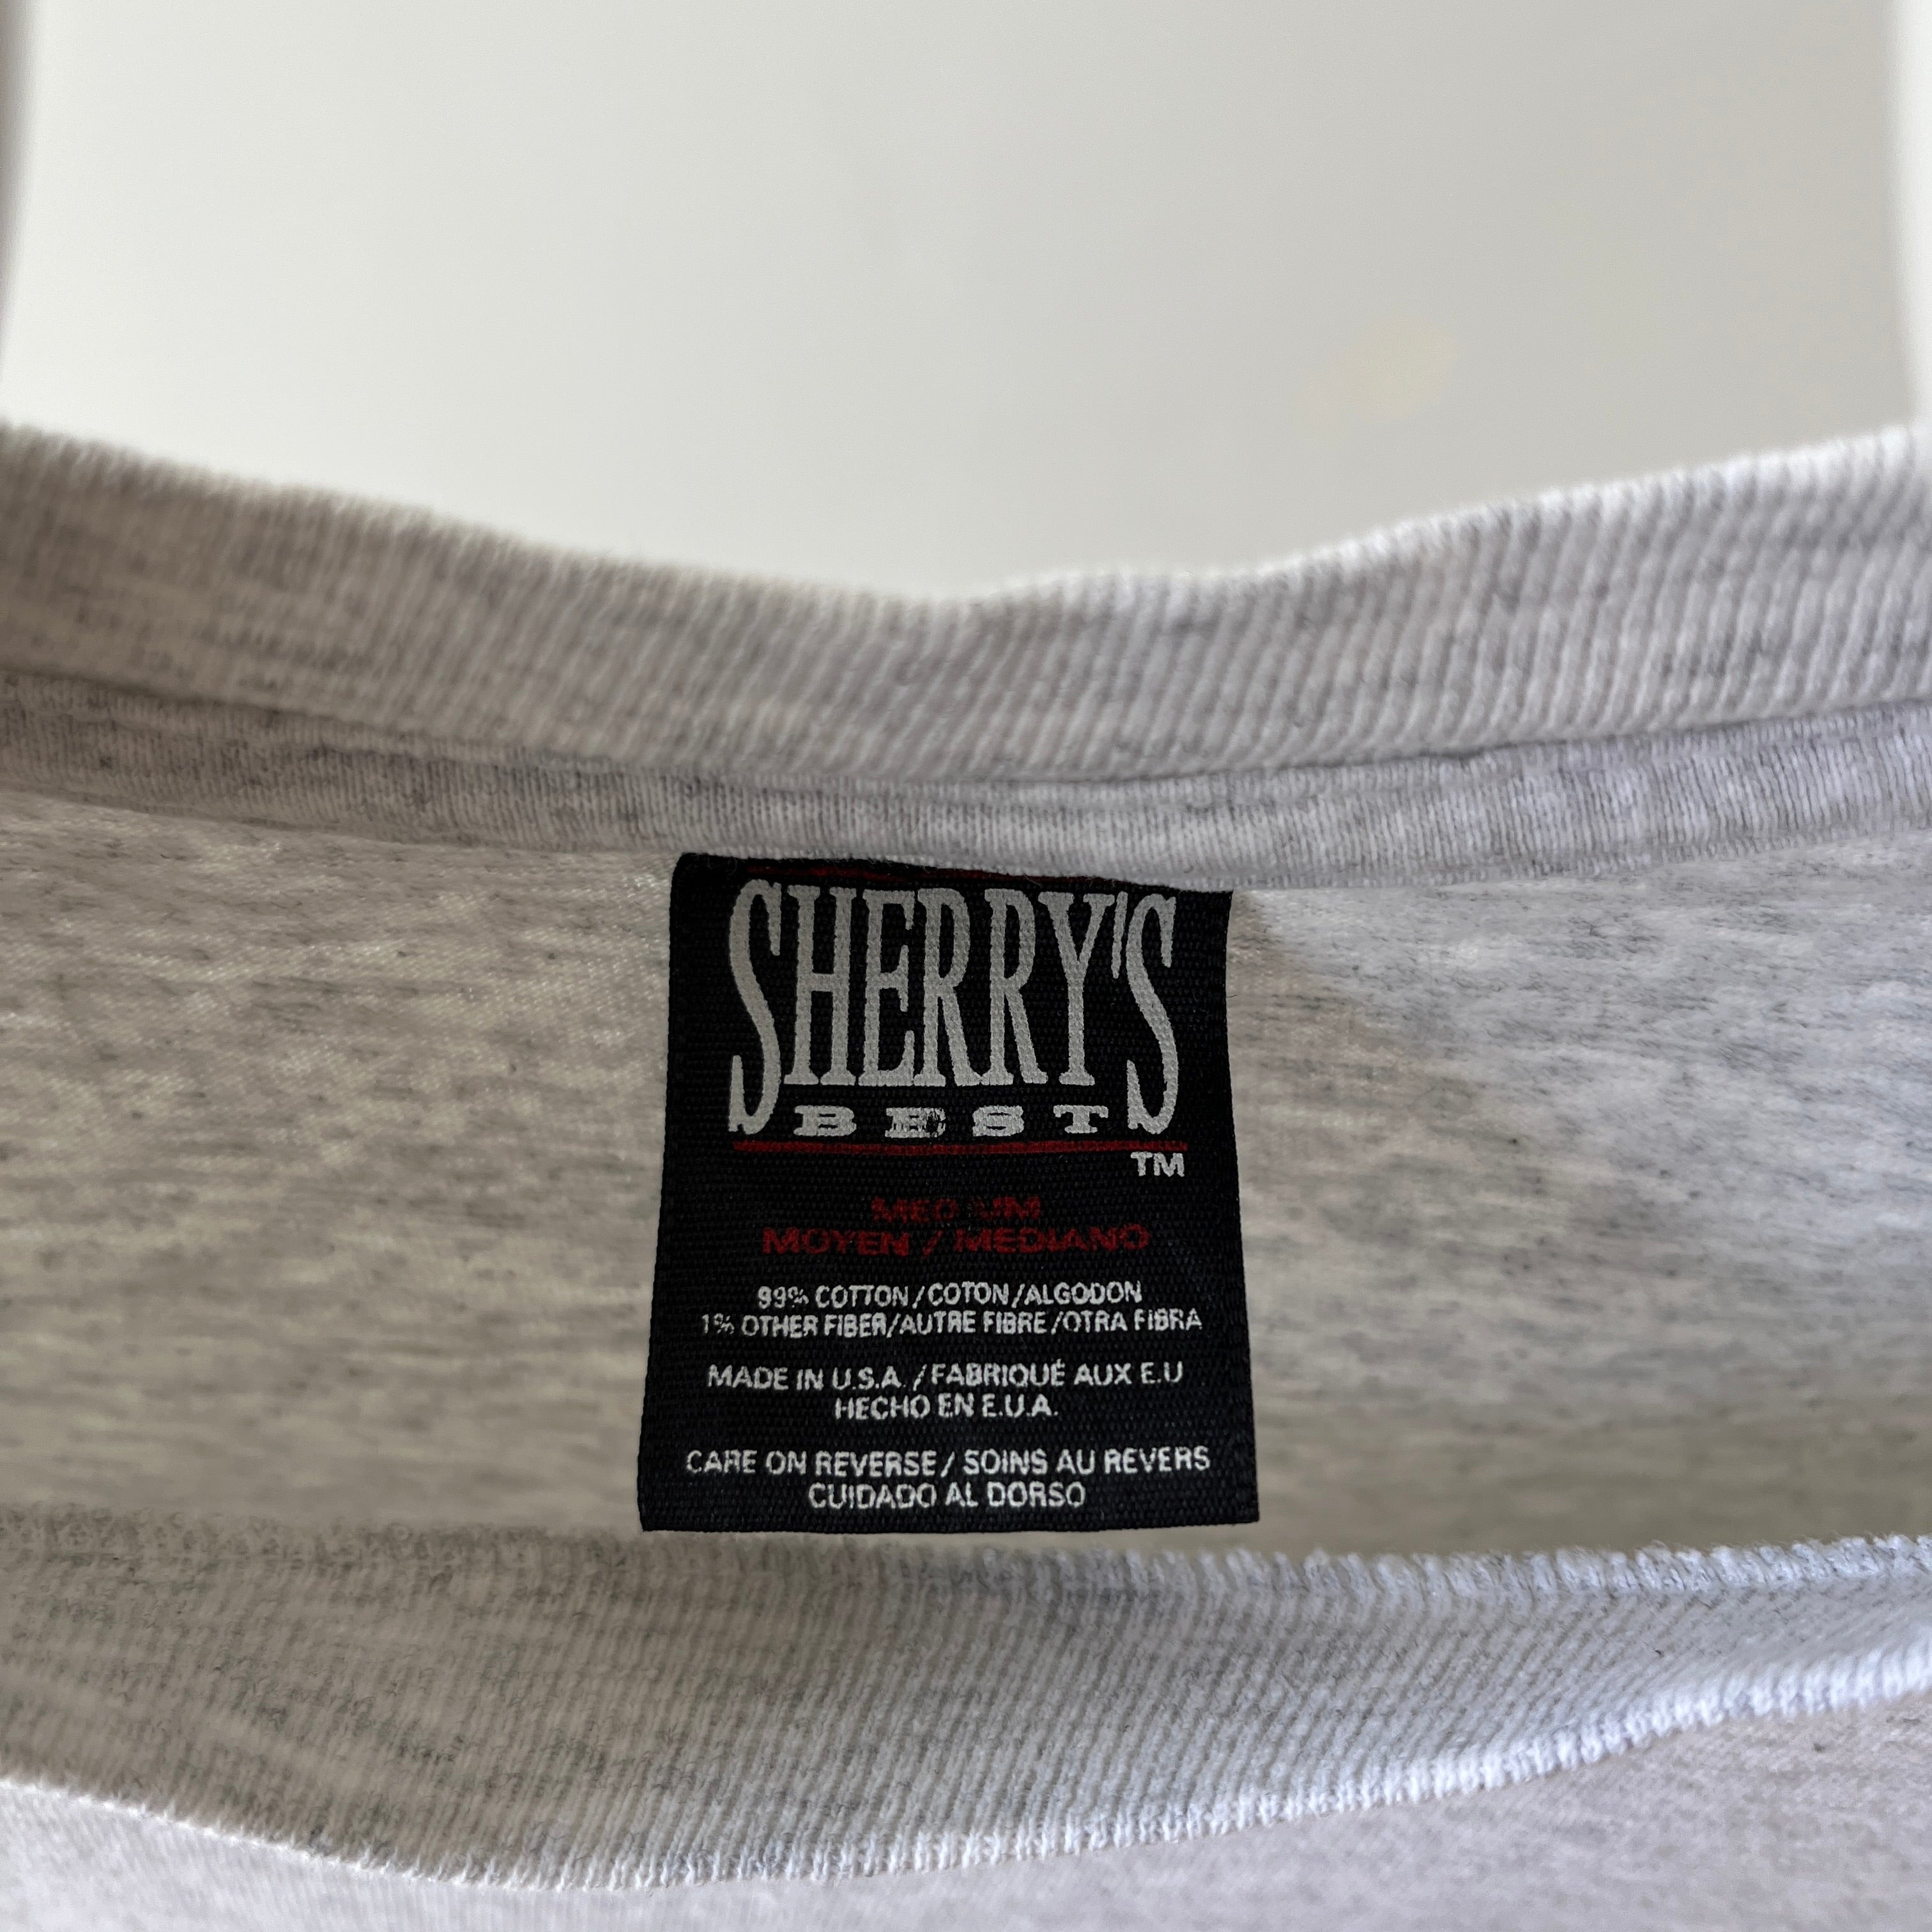 SHERRY'S
BEST
TM
MEDIUM
MOYEN / MEDIANO
99% COTTON/COTON/ALGODON
1% OTHER FIBER/AUTRE FIBRE/OTRA FIBRA
MADE IN U.S.A. / FABRIQUÉ AUX E.U
HECHO EN E.U.A.
CARE ON REVERSE / SOINS AU REVERS
CUIDADO AL DORSO